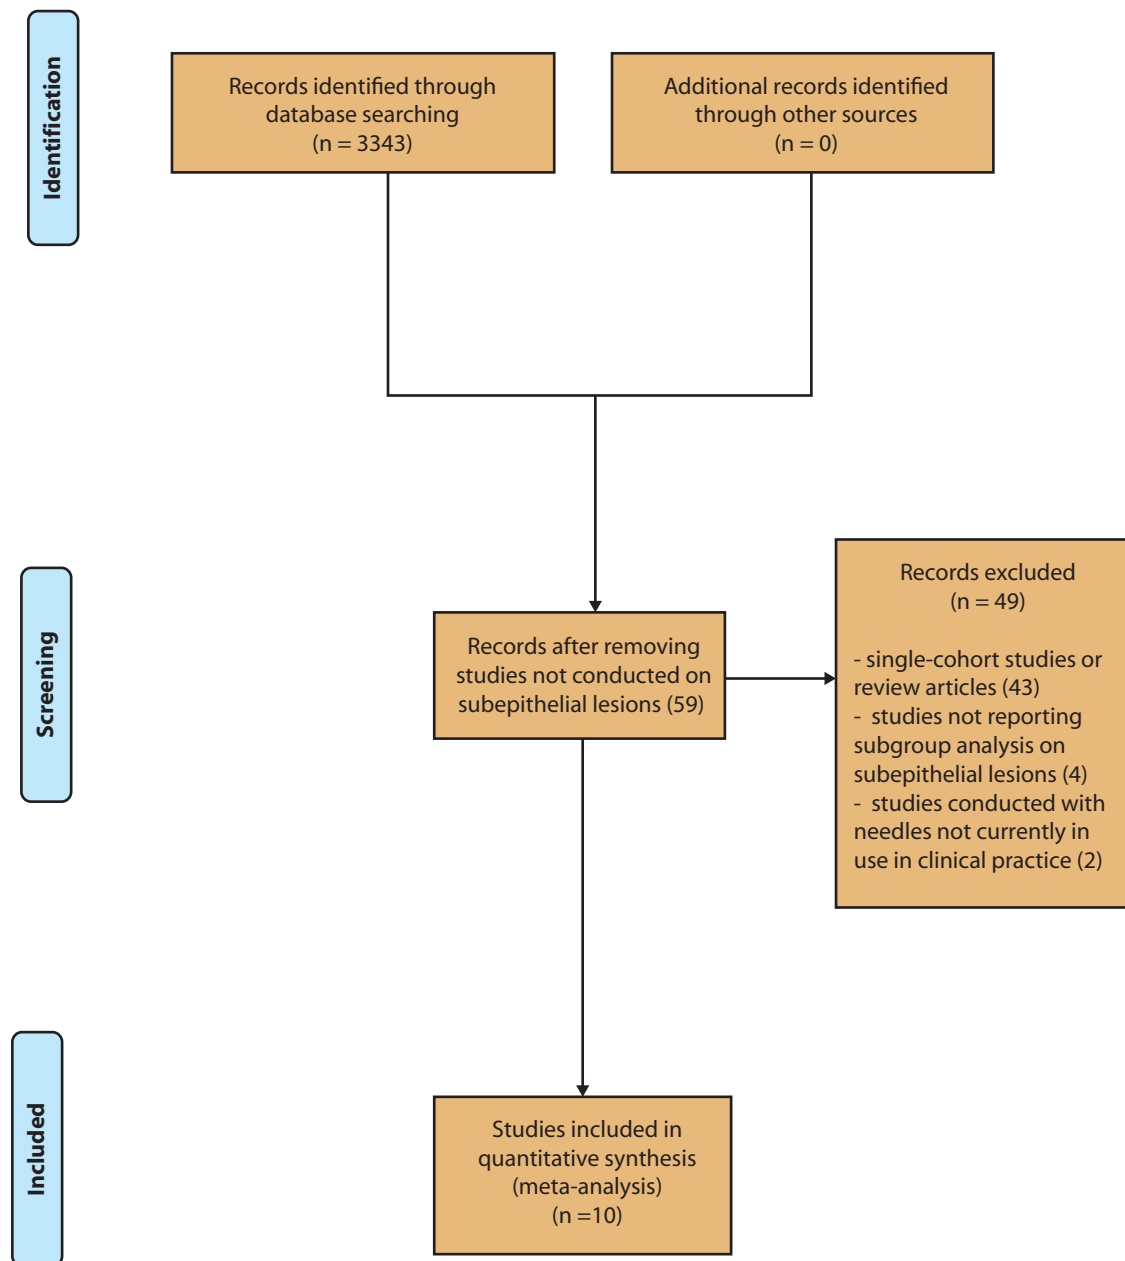 Identification
Records identified through
database searching
(n = 3343)
Additional records identified
through other sources
(n = 0)
Screening
Records after removing
studies not conducted on
subepithelial lesions (59)
Records excluded
(n = 49)
- single-cohort studies or
review articles (43)
- studies not reporting
subgroup analysis on
subepithelial lesions (4)
- studies conducted with
needles not currently in
use in clinical practice (2)
Included
Studies included in
quantitative synthesis
(meta-analysis)
(n =10)